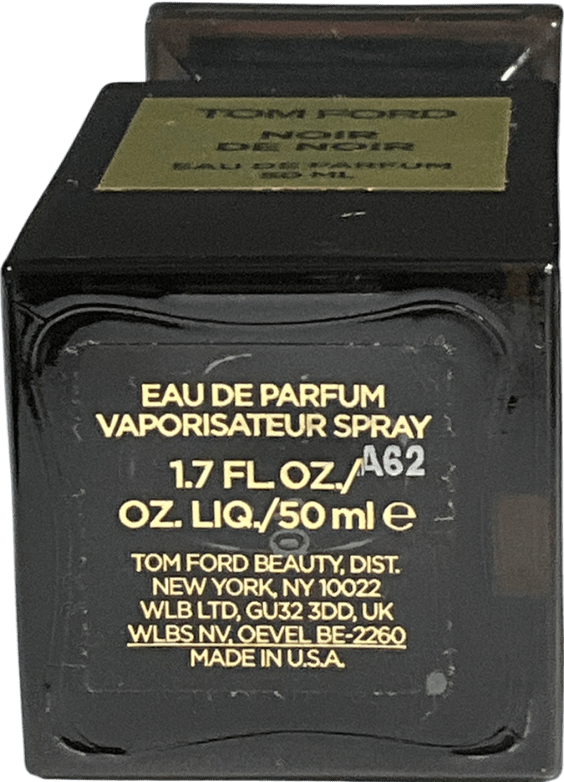 TOM FORD
NOIR
DE NOIR
EAU DE PARFUM
50 ML
EAU DE PARFUM
VAPORISATEUR SPRAY
1.7 FL.OZ./
A62
OZ. LIQ./50 ml ℮
TOM FORD BEAUTY, DIST.
NEW YORK, NY 10022
WLB LTD, GU32 3DD, UK
WLBS NV, OEVEL BE-2260
MADE IN U.S.A.